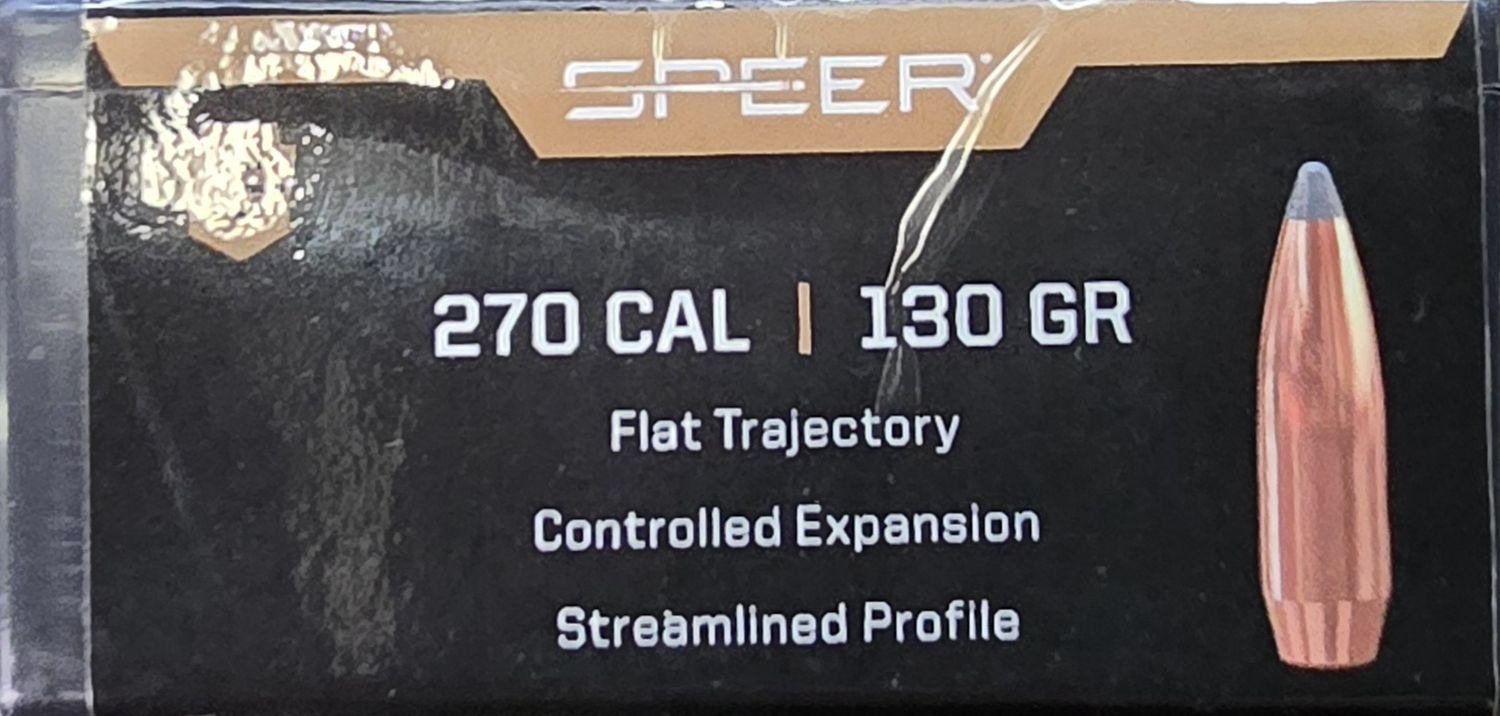 SPEER
270 CAL | 130 GR
Flat Trajectory
Controlled Expansion
Streamlined Profile